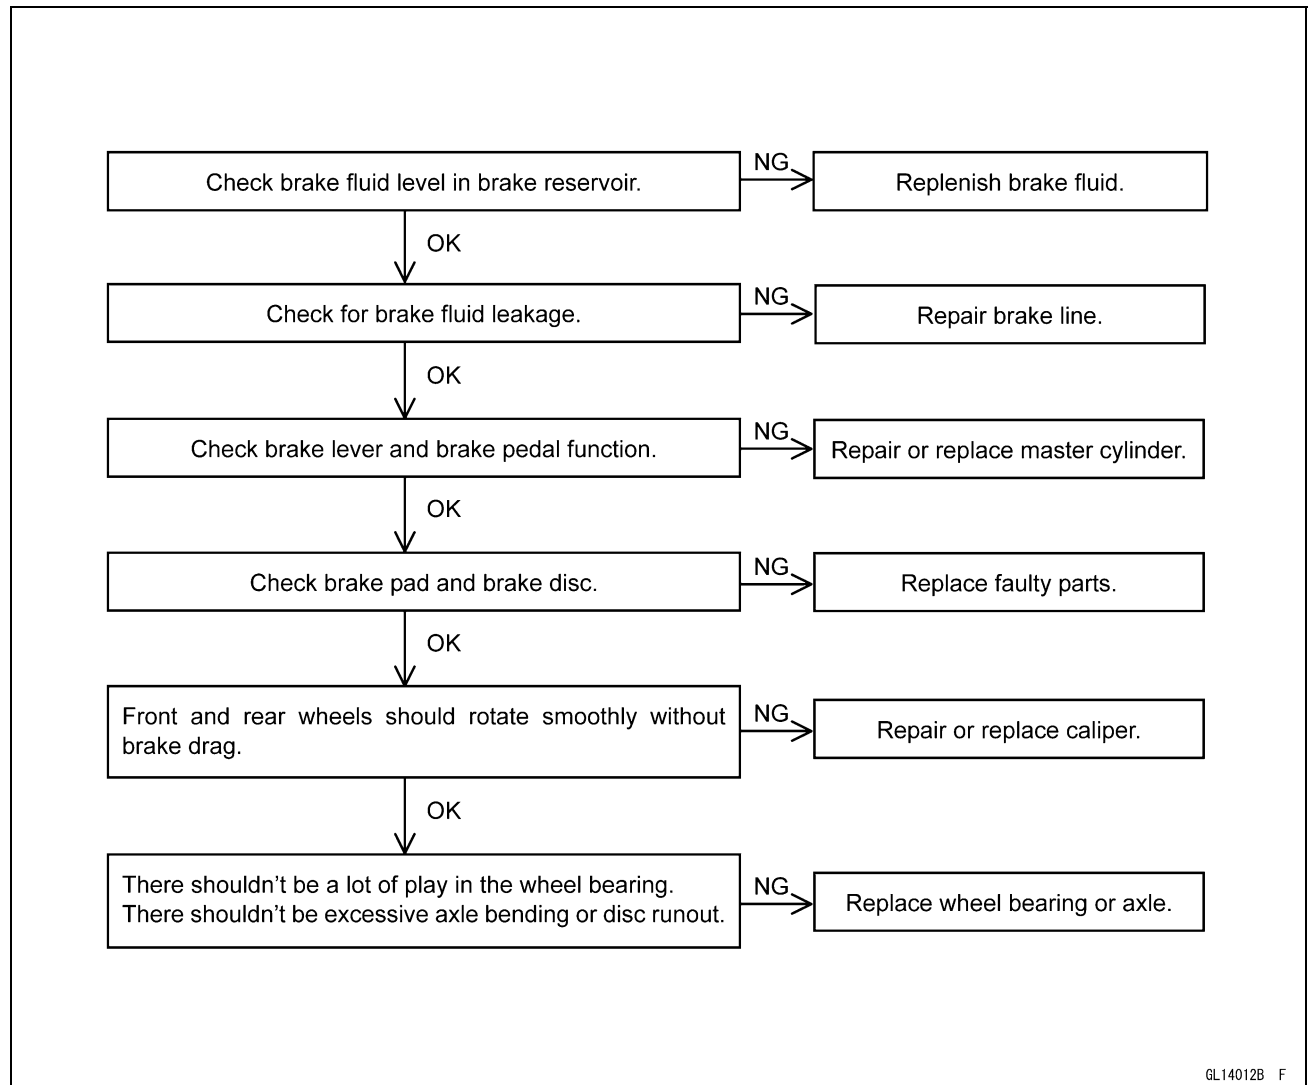 Check brake fluid level in brake reservoir.
NG
Replenish brake fluid.
OK
Check for brake fluid leakage.
NG
Repair brake line.
OK
Check brake lever and brake pedal function.
NG
Repair or replace master cylinder.
OK
Check brake pad and brake disc.
NG
Replace faulty parts.
OK
Front and rear wheels should rotate smoothly without
brake drag.
NG
Repair or replace caliper.
OK
There shouldn't be a lot of play in the wheel bearing.
There shouldn't be excessive axle bending or disc runout.
NG
Replace wheel bearing or axle.
GL14012B F